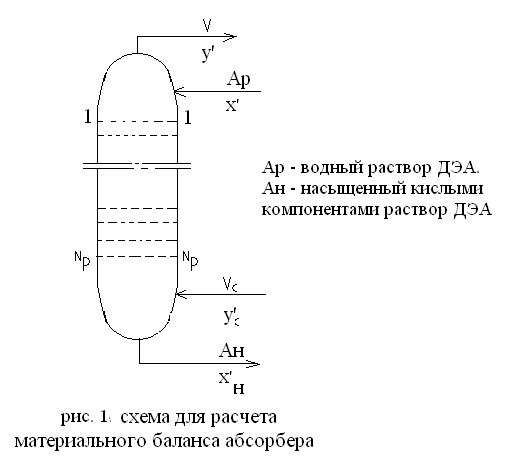 V
y'
Ар
x'
1 1
Ар - водный раствор ДЭА.
Ан - насыщенный кислыми
компонентами раствор ДЭА
Nр Nр
Vс
y'с
Ан
x'н
рис. 1. схема для расчета
материального баланса абсорбера